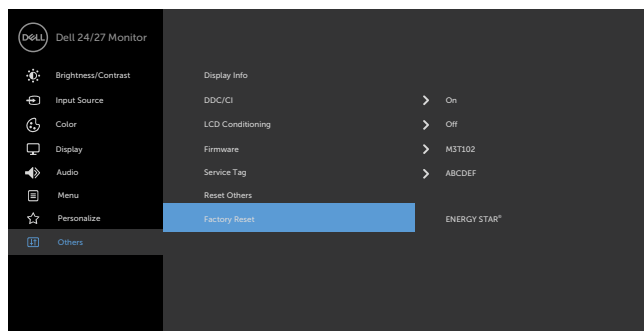 DELL Dell 24/27 Monitor
Brightness/Contrast Display Info
Input Source DDC/CI On
Color LCD Conditioning Off
Display Firmware M3T102
Audio Service Tag ABCDEF
Menu Reset Others
Personalize Factory Reset ENERGY STAR®
Others